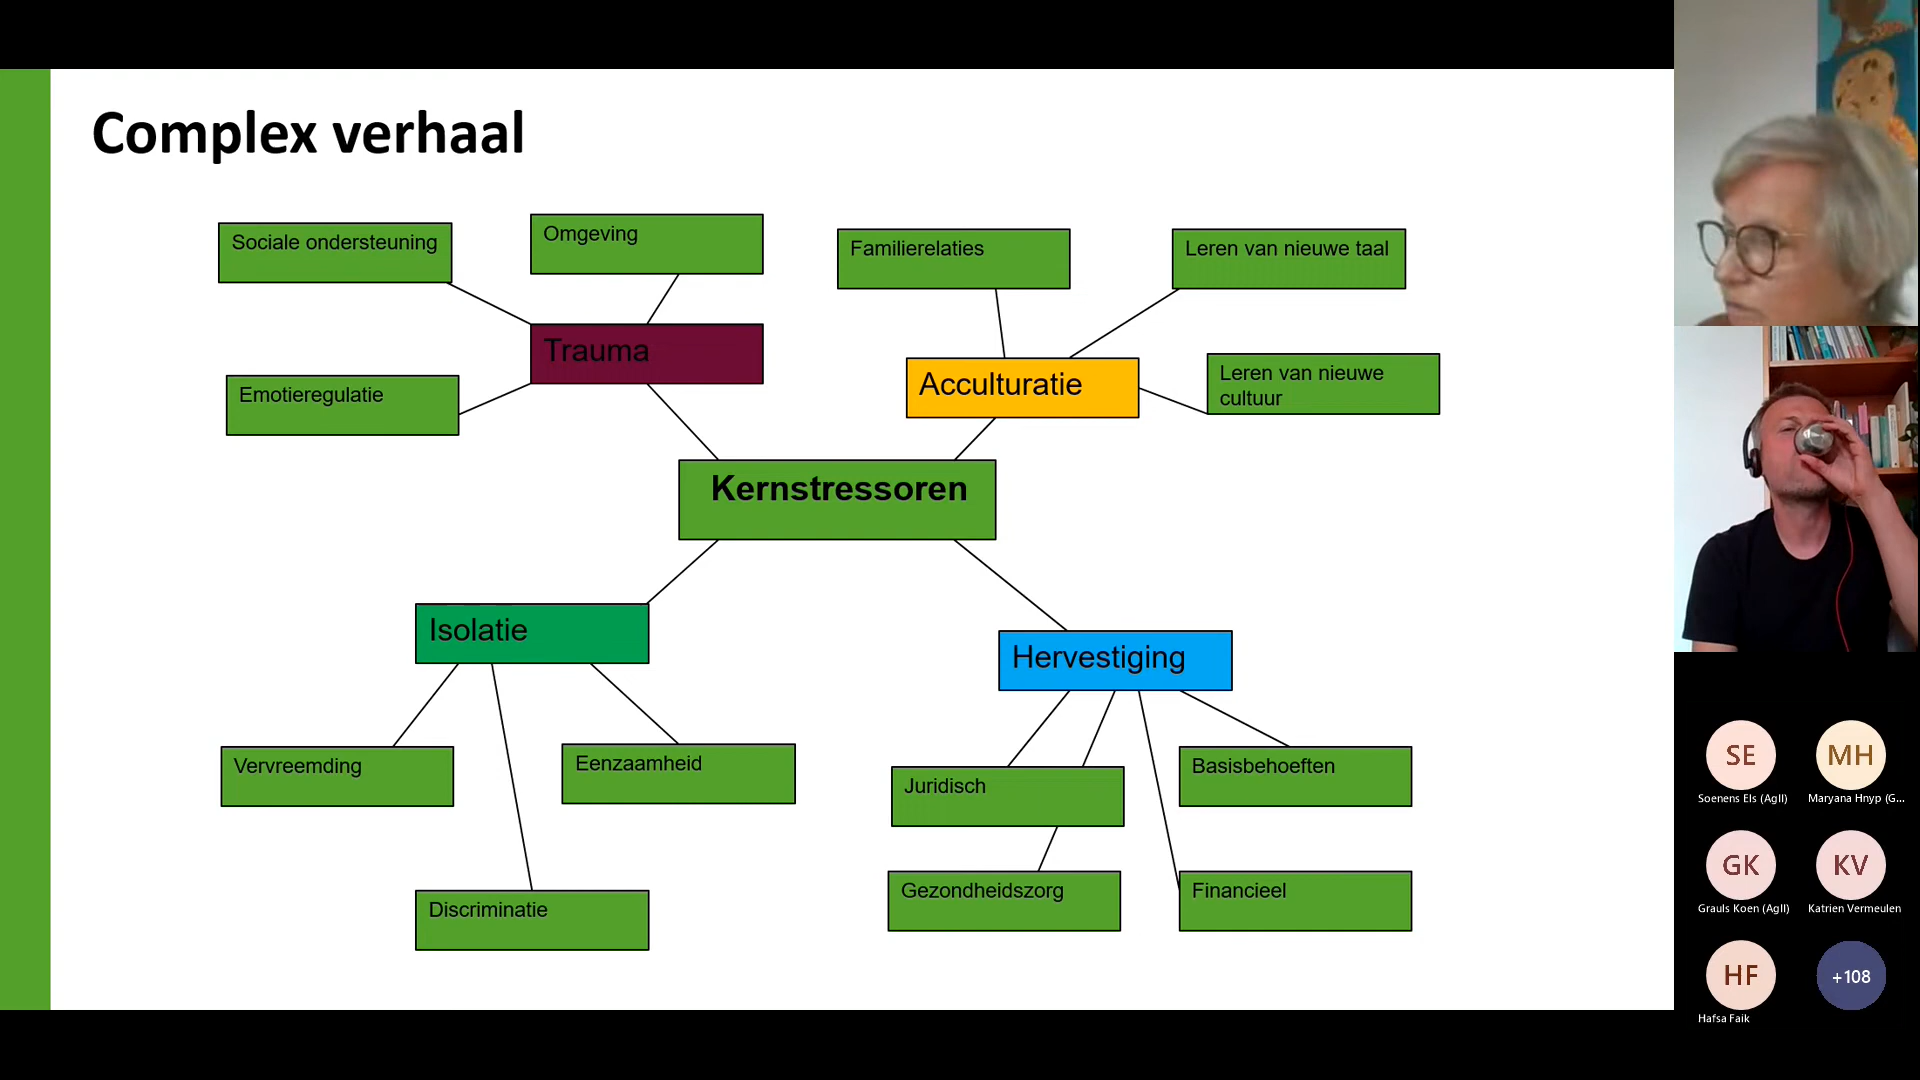 Complex verhaal
Sociale ondersteuning
Omgeving
Familierelaties
Leren van nieuwe taal
Trauma
Acculturatie
Leren van nieuwe
cultuur
Emotieregulatie
Kernstressoren
Isolatie
Hervestiging
Vervreemding
Eenzaamheid
Juridisch
Basisbehoeften
Discriminatie
Gezondheidszorg
Financieel
SE
MH
Soenens Els (AgII)
Maryana Hnyp (G...
GK
KV
Grauls Koen (AgII)
Katrien Vermeulen
HF
+108
Hafsa Faik